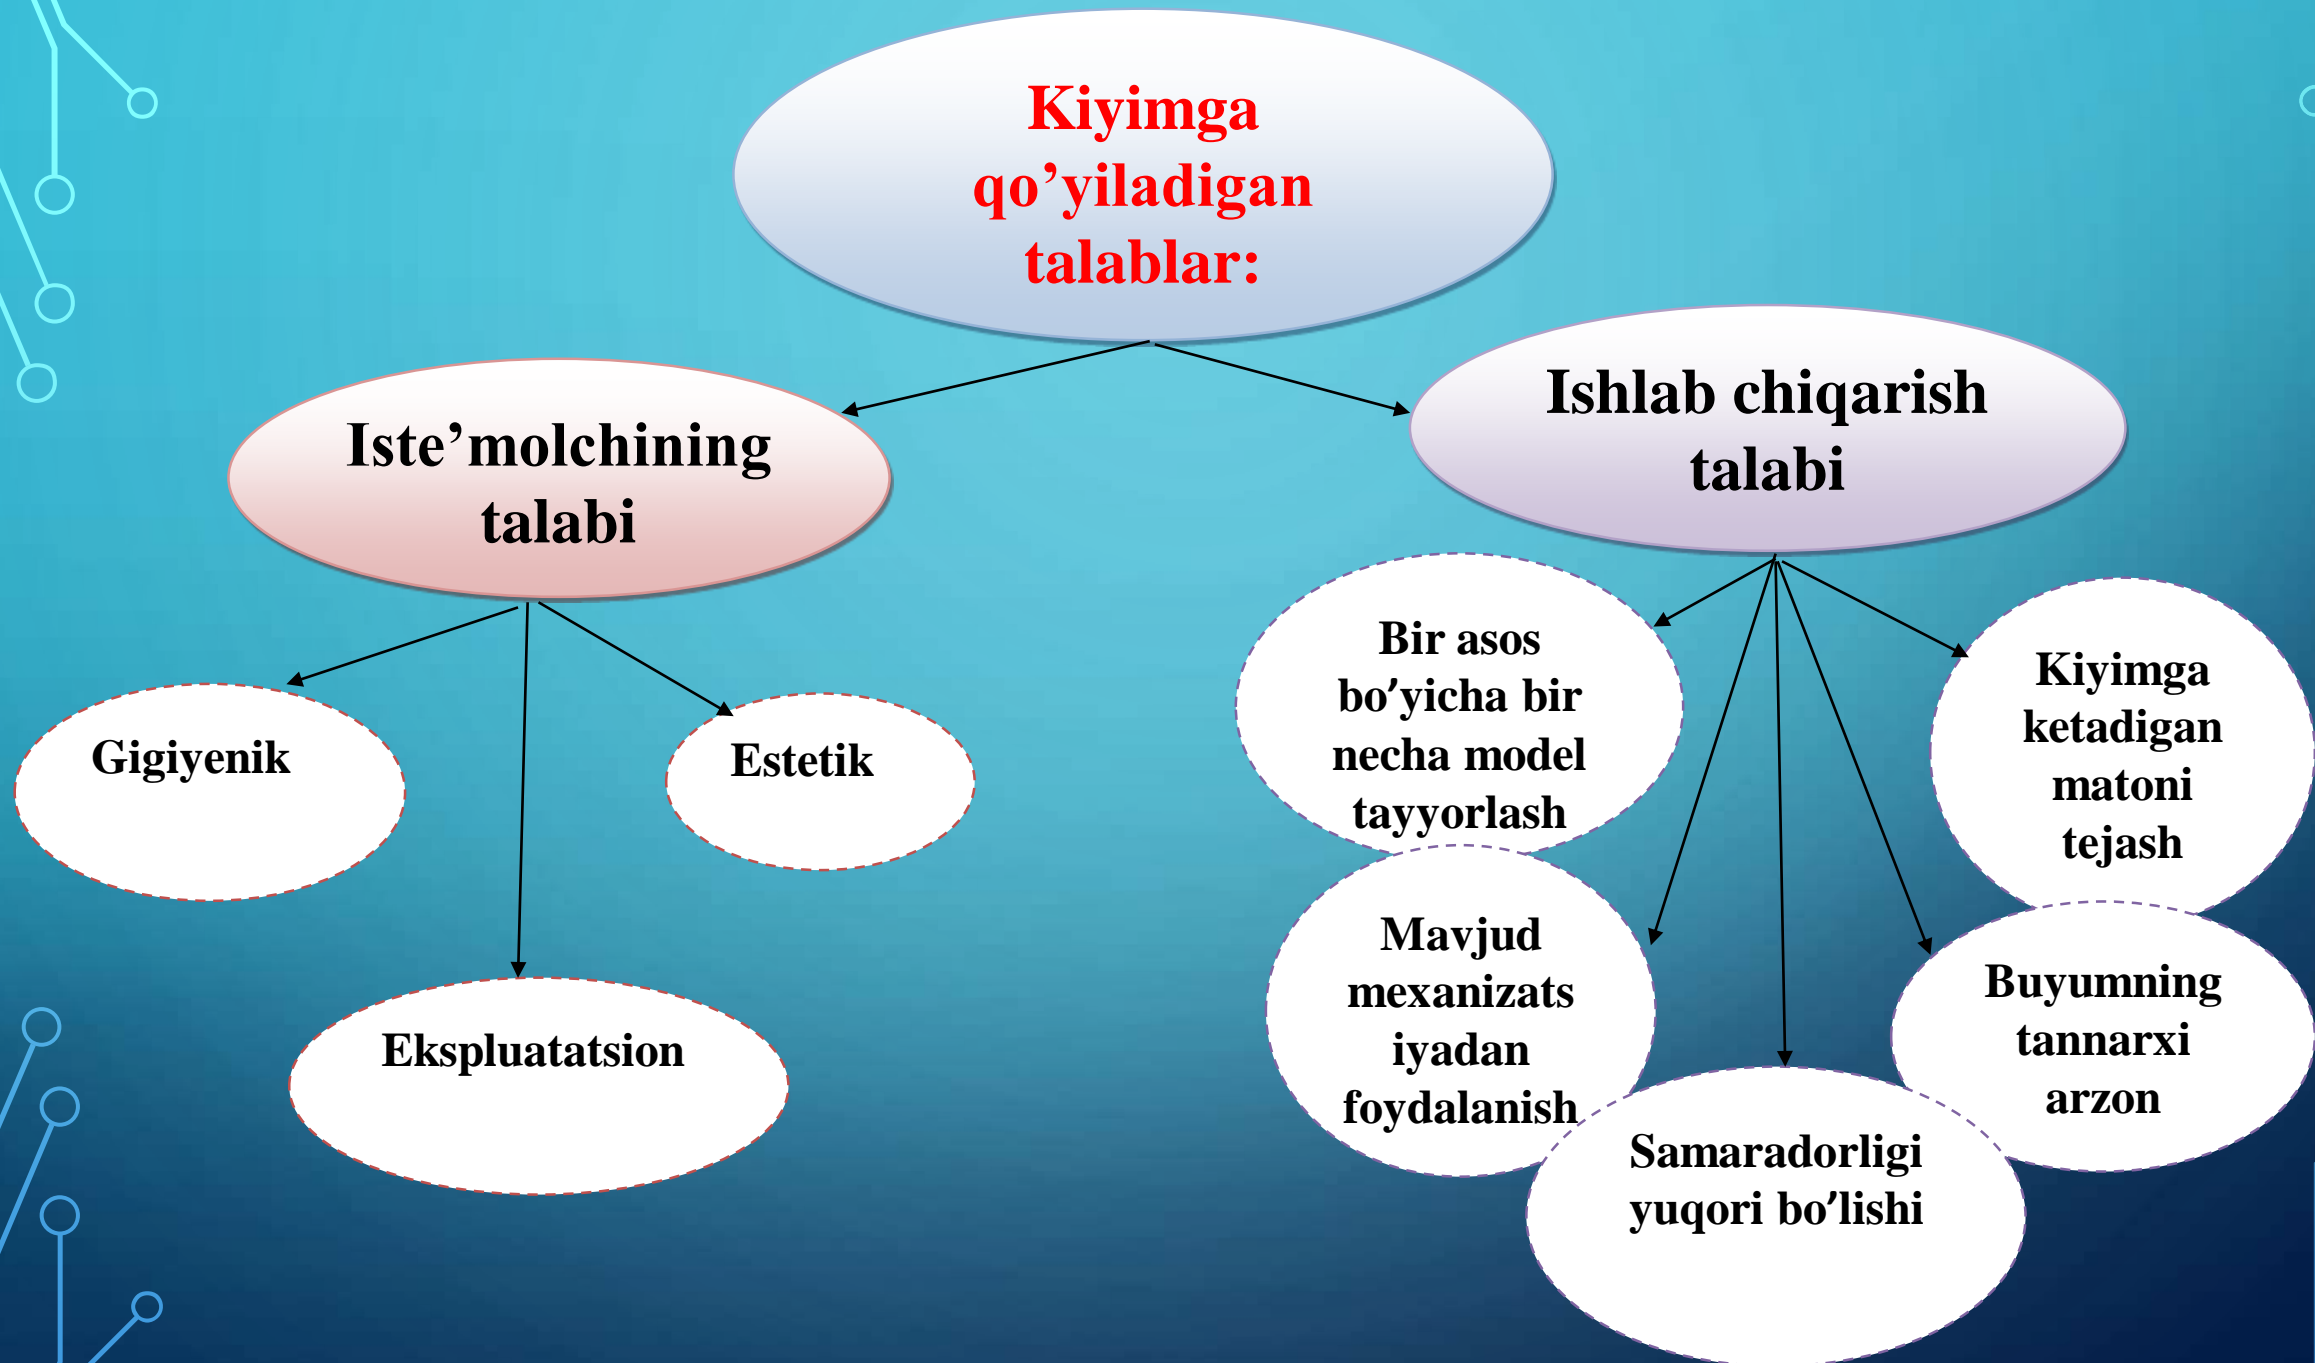 Kiyimga
qo’yiladigan
talablar:
Iste’molchining
talabi
Ishlab chiqarish
talabi
Gigiyenik
Estetik
Ekspluatatsion
Bir asos
bo’yicha bir
necha model
tayyorlash
Kiyimga
ketadigan
matoni
tejash
Mavjud
mexanizats
iyadan
foydalanish
Buyumning
tannarxi
arzon
Samaradorligi
yuqori bo’lishi